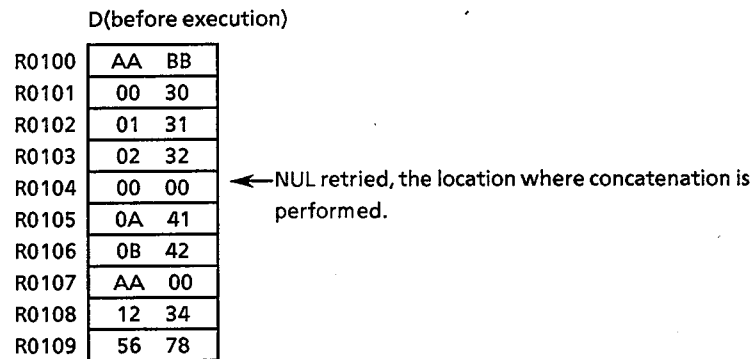 D(before execution)
R0100 AA BB
R0101 00 30
R0102 01 31
R0103 02 32
R0104 00 00 ←NUL retried, the location where concatenation is
performed.
R0105 0A 41
R0106 0B 42
R0107 AA 00
R0108 12 34
R0109 56 78